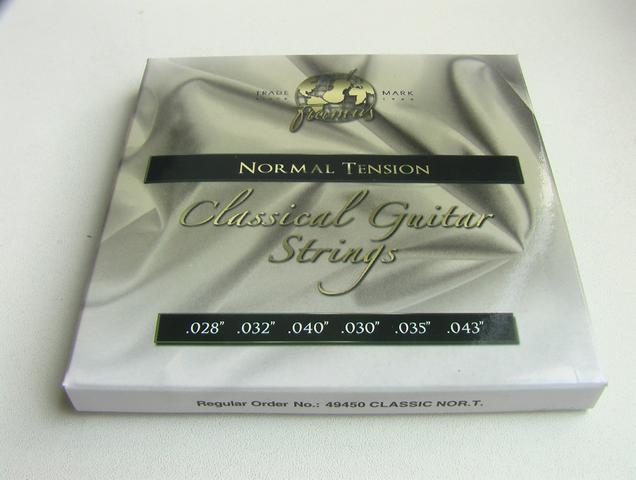 TRADE MARK
framus
NORMAL TENSION
Classical Guitar
Strings
.028" .032" .040" .030" .035" .043"
Regular Order No.: 49450 CLASSIC NOR.T.